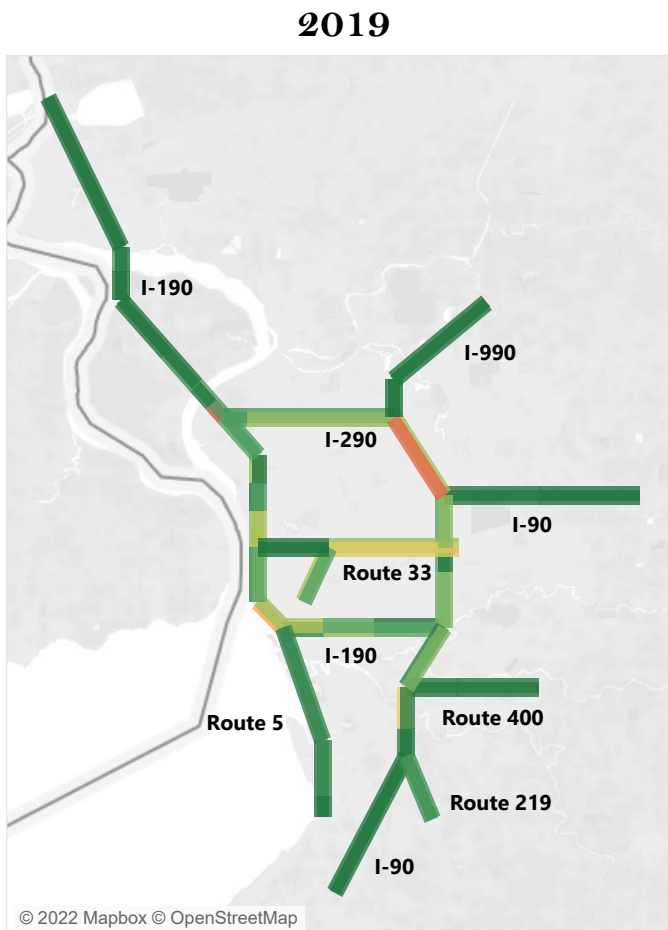 2019
I-190
I-990
I-290
I-90
Route 33
I-190
Route 5
Route 400
Route 219
I-90
© 2022 Mapbox © OpenStreetMap